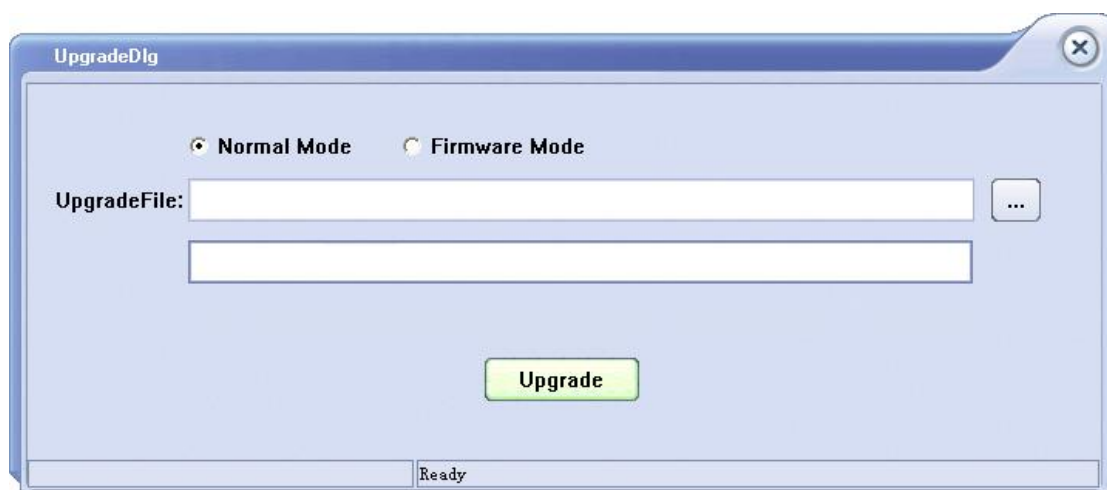 UpgradeDlg
Normal Mode Firmware Mode
UpgradeFile:
...
Upgrade
Ready